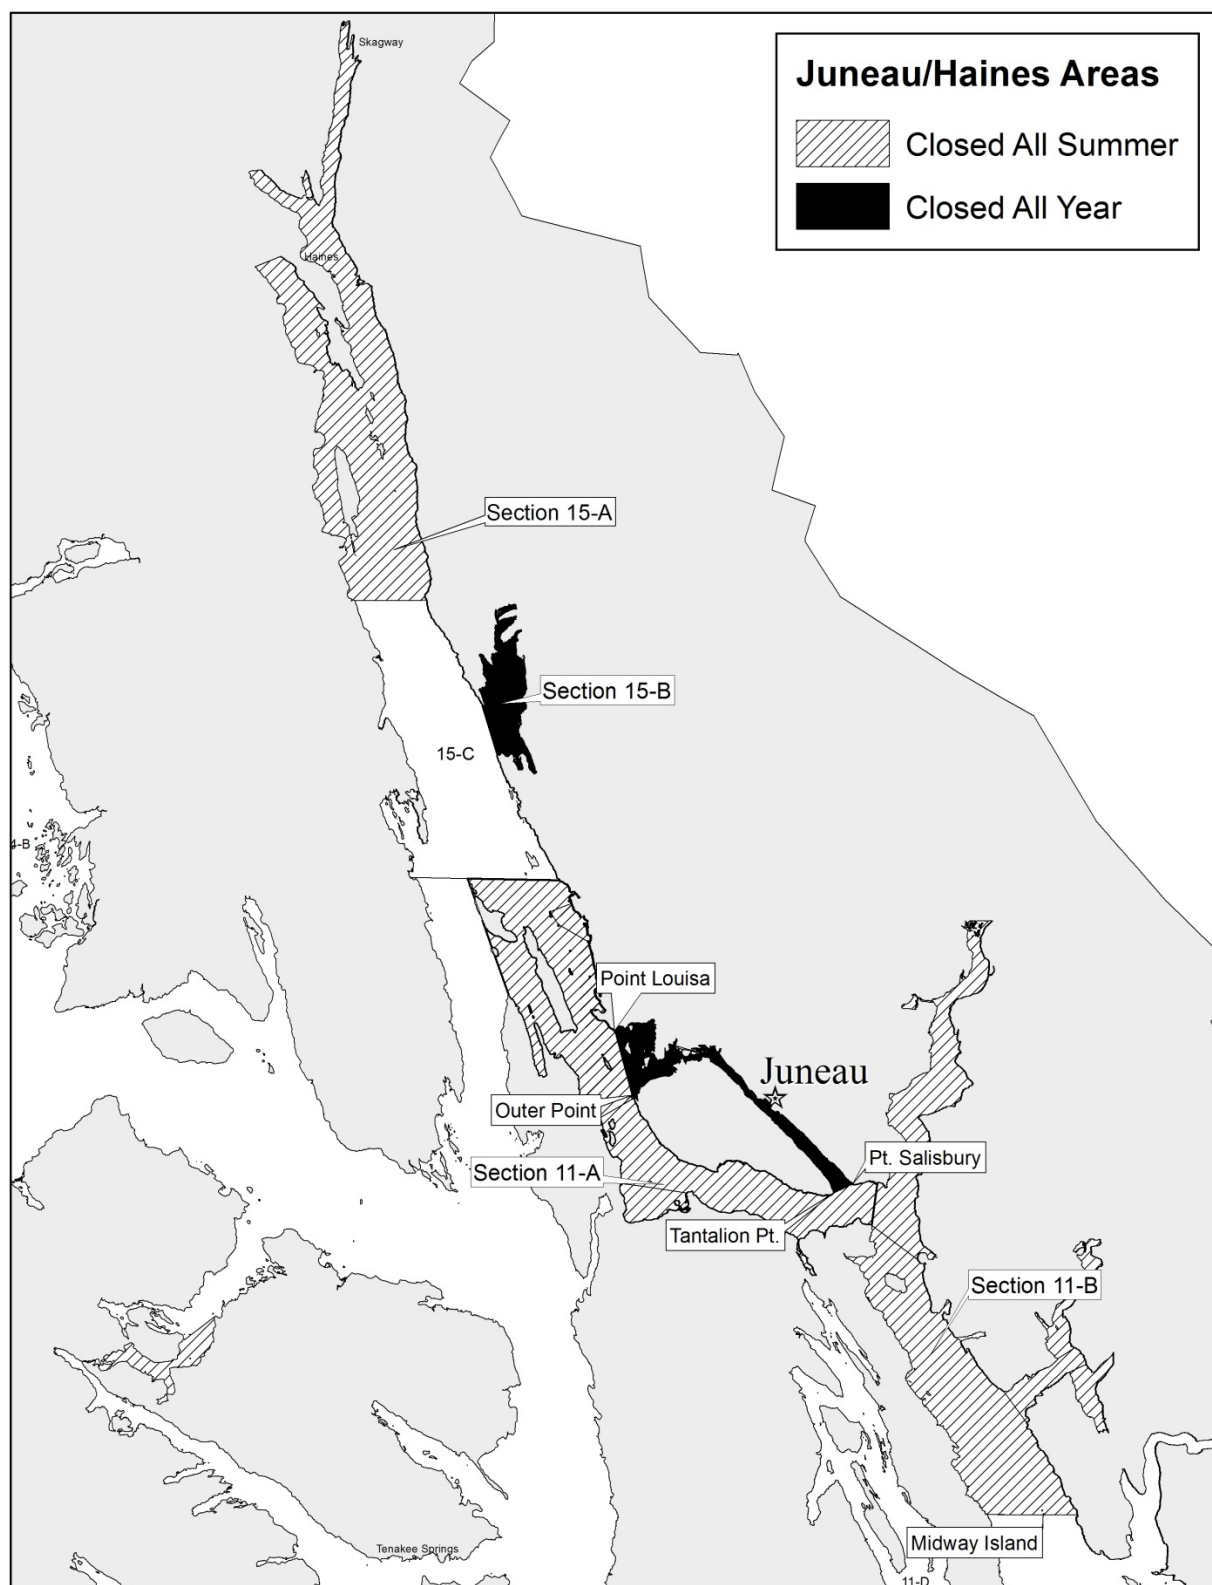 Skagway
Juneau/Haines Areas
Closed All Summer
Closed All Year
Haines
Section 15-A
Section 15-B
15-C
4-B
Point Louisa
Juneau
Outer Point
Pt. Salisbury
Section 11-A
Tantalion Pt.
Section 11-B
Midway Island
Tenakee Springs
11-D